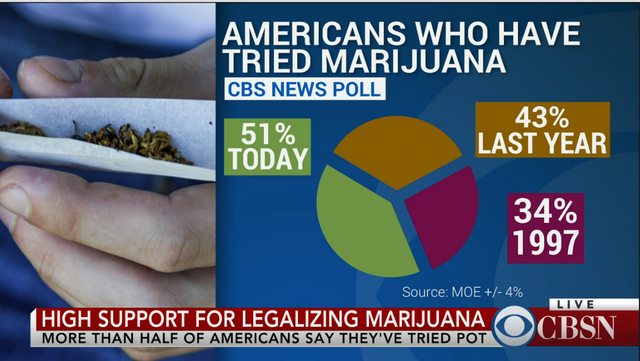 AMERICANS WHO HAVE
TRIED MARIJUANA
CBS NEWS POLL
51%
TODAY
43%
LAST YEAR
34%
1997
Source: MOE +/- 4%
LIVE
HIGH SUPPORT FOR LEGALIZING MARIJUANA
MORE THAN HALF OF AMERICANS SAY THEY'VE TRIED POT
CBSN